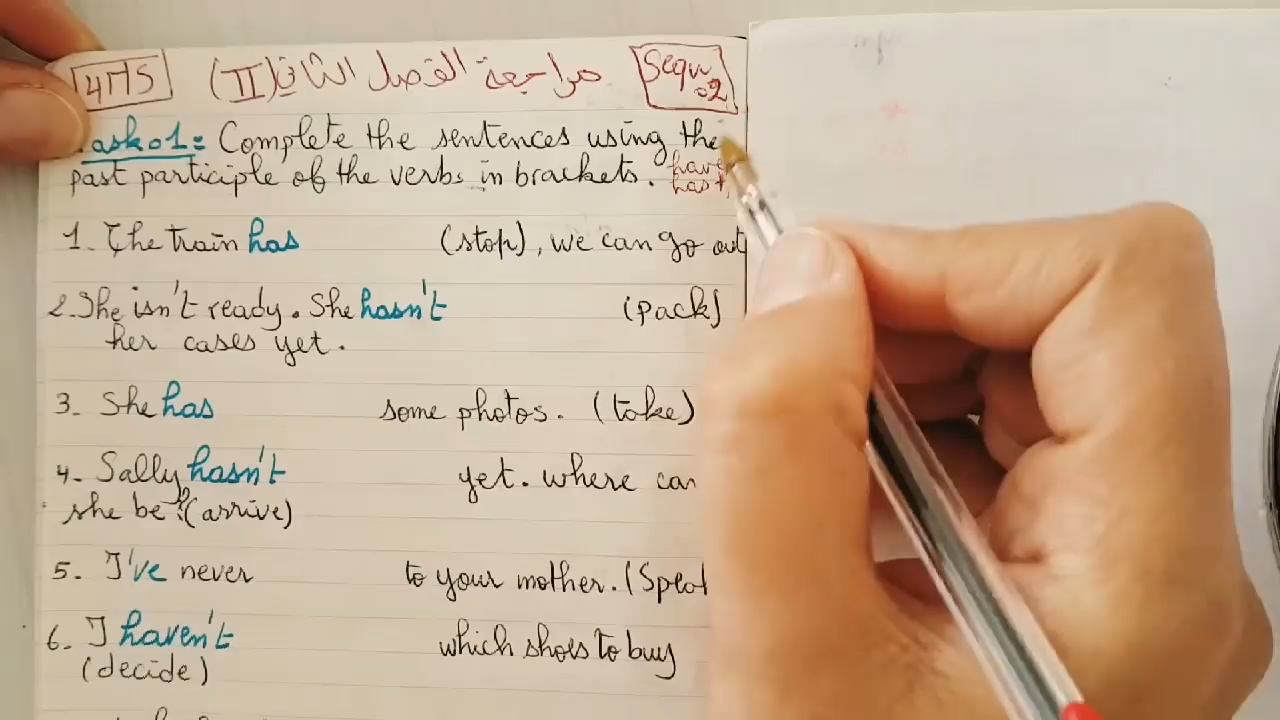 4MS مراجعة الفصل الثاني (II) Sequ 02
Task 01: Complete the sentences using the
past participle of the verbs in brackets. have
has +
1. The train has (stop), we can go out
2. She isn't ready. She hasn't (pack)
her cases yet.
3. She has some photos. (take)
4. Sally hasn't yet. where can
she be? (arrive)
5. I've never to your mother. (Speak
6. I haven't which shoes to buy
(decide)